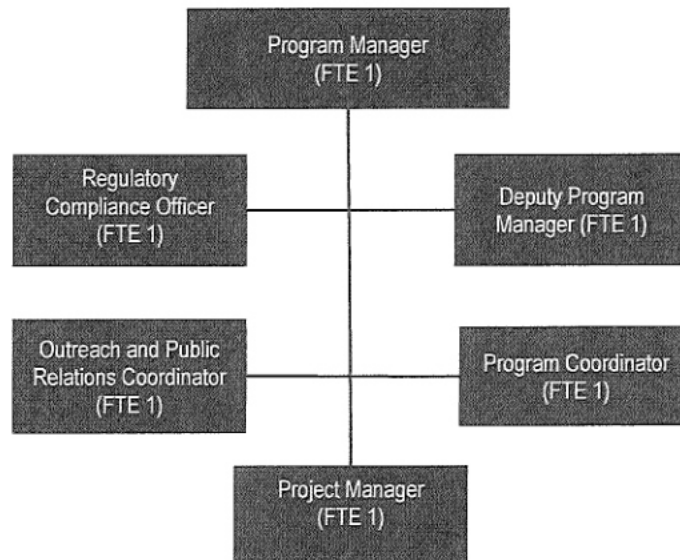 Program Manager
(FTE 1)
Regulatory
Compliance Officer
(FTE 1)
Deputy Program
Manager (FTE 1)
Outreach and Public
Relations Coordinator
(FTE 1)
Program Coordinator
(FTE 1)
Project Manager
(FTE 1)